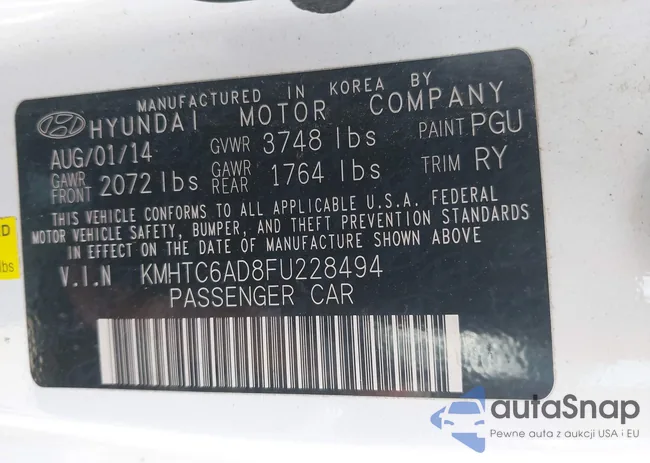 MANUFACTURED IN KOREA BY
HYUNDAI MOTOR COMPANY
AUG/01/14 GVWR 3748 lbs PAINT PGU
GAWR FRONT 2072 lbs GAWR REAR 1764 lbs TRIM RY
THIS VEHICLE CONFORMS TO ALL APPLICABLE U.S.A. FEDERAL
MOTOR VEHICLE SAFETY, BUMPER, AND THEFT PREVENTION STANDARDS
IN EFFECT ON THE DATE OF MANUFACTURE SHOWN ABOVE
V.I.N KMHTC6AD8FU228494
PASSENGER CAR
D
lbs
autaSnap
Pewne auta z aukcji USA i EU